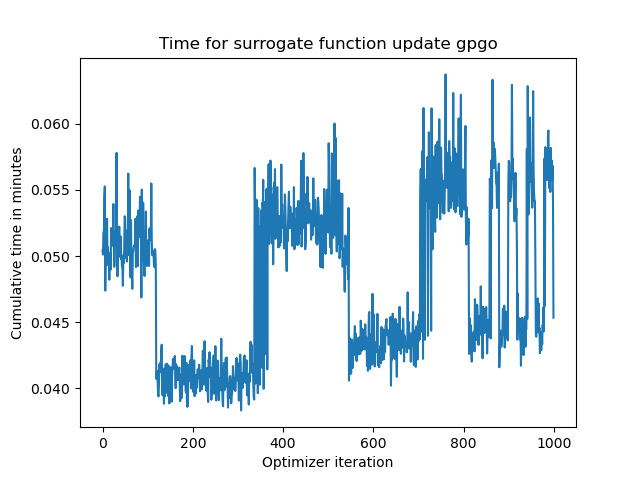 Time for surrogate function update gpgo
0.060
0.055
0.050
0.045
0.040
Cumulative time in minutes
0 200 400 600 800 1000
Optimizer iteration